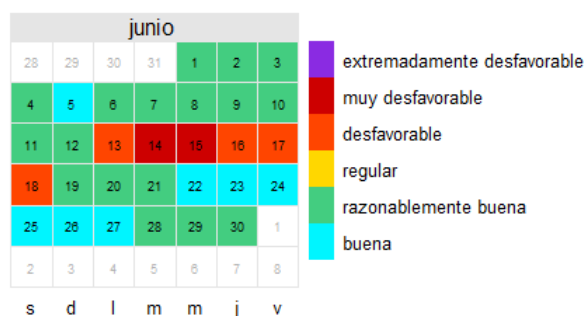 junio
28 29 30 31 1 2 3
4 5 6 7 8 9 10
11 12 13 14 15 16 17
18 19 20 21 22 23 24
25 26 27 28 29 30 1
2 3 4 5 6 7 8
s d l m m j v
extremadamente desfavorable
muy desfavorable
desfavorable
regular
razonablemente buena
buena